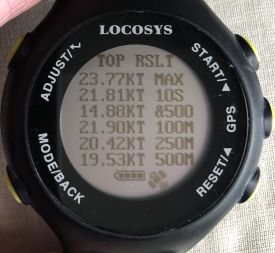 LOCOSYS
ADJUST/
START/▲
TOP RSLT
23.77KT MAX
21.81KT 10S
14.88KT &500
21.90KT 100M
20.42KT 250M
19.53KT 500M
GPS
MODE/BACK
RESET/▲